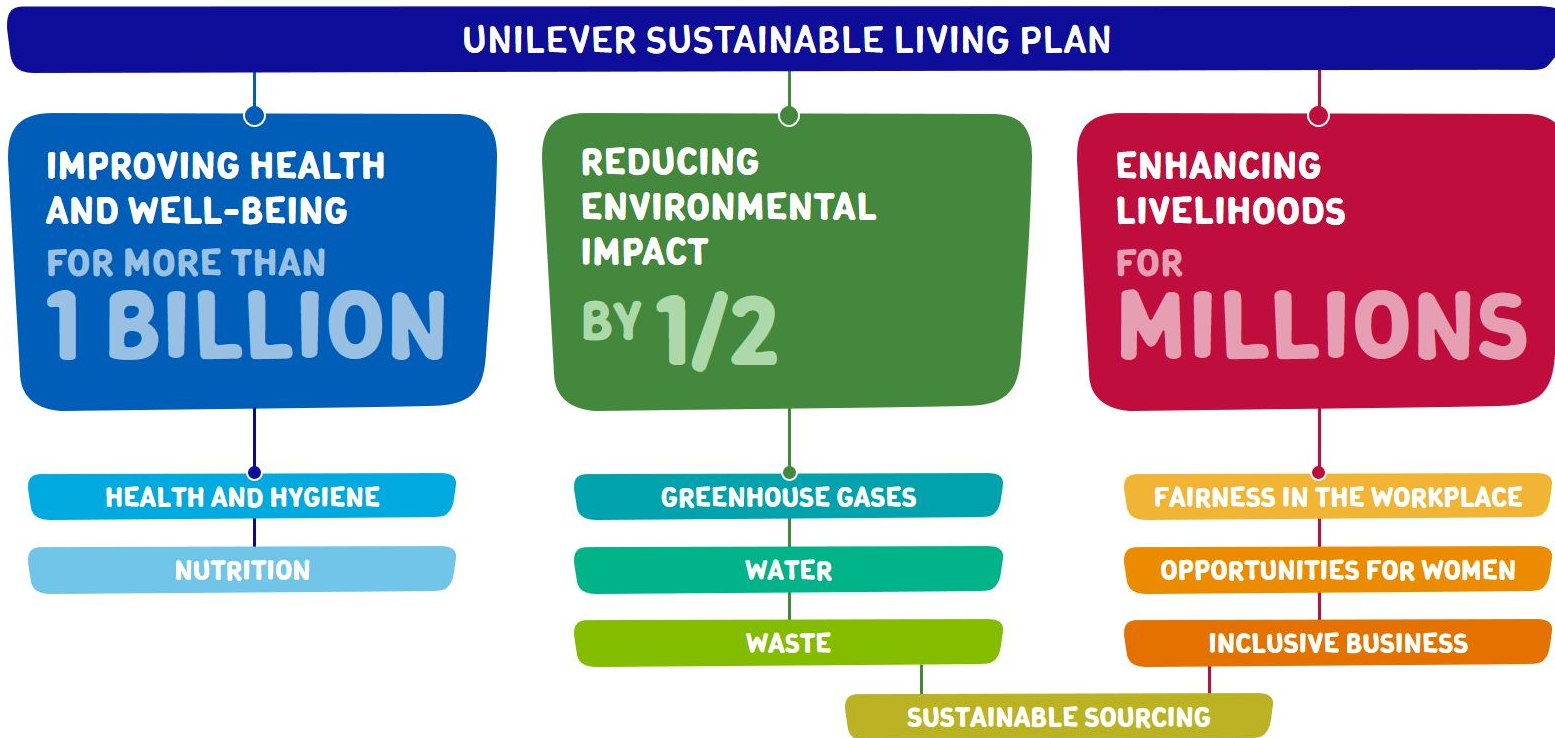 UNILEVER SUSTAINABLE LIVING PLAN
IMPROVING HEALTH
AND WELL-BEING
FOR MORE THAN
1 BILLION
HEALTH AND HYGIENE
NUTRITION
REDUCING
ENVIRONMENTAL
IMPACT
BY 1/2
GREENHOUSE GASES
WATER
WASTE
ENHANCING
LIVELIHOODS
FOR
MILLIONS
FAIRNESS IN THE WORKPLACE
OPPORTUNITIES FOR WOMEN
INCLUSIVE BUSINESS
SUSTAINABLE SOURCING